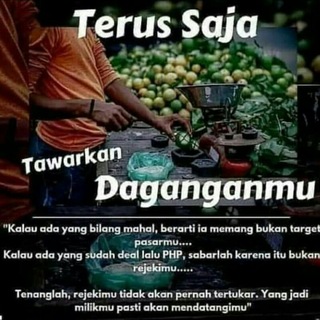 Terus Saja
Tawarkan
Daganganmu
"Kalau ada yang bilang mahal, berarti ia memang bukan target
pasarmu....
Kalau ada yang sudah deal lalu PHP, sabarlah karena itu bukan
rejekimu.....
Tenanglah, rejekimu tidak akan pernah tertukar. Yang jadi
milikmu pasti akan mendatangimu"